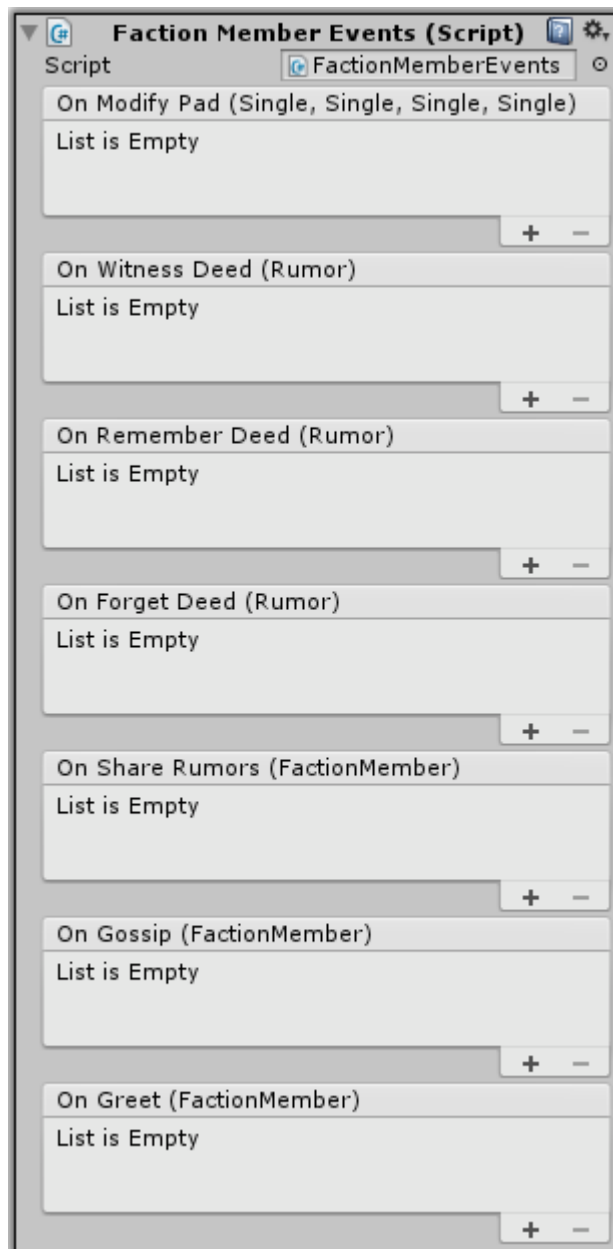 Faction Member Events (Script)
Script FactionMemberEvents
On Modify Pad (Single, Single, Single, Single)
List is Empty
+ −
On Witness Deed (Rumor)
List is Empty
+ −
On Remember Deed (Rumor)
List is Empty
+ −
On Forget Deed (Rumor)
List is Empty
+ −
On Share Rumors (FactionMember)
List is Empty
+ −
On Gossip (FactionMember)
List is Empty
+ −
On Greet (FactionMember)
List is Empty
+ −